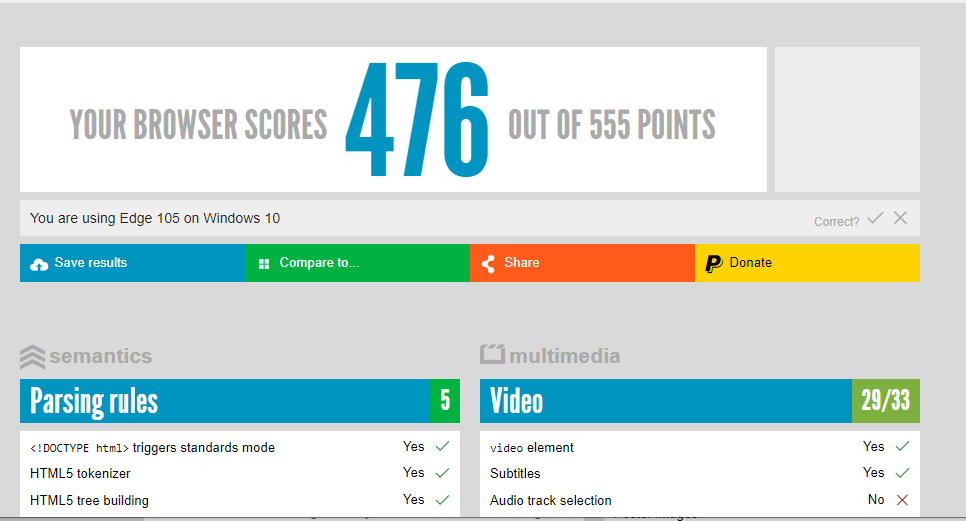 YOUR BROWSER SCORES 476 OUT OF 555 POINTS
You are using Edge 105 on Windows 10
Correct?
Save results
Compare to...
Share
Donate
semantics
Parsing rules 5
<!DOCTYPE html> triggers standards mode Yes
HTML5 tokenizer Yes
HTML5 tree building Yes
multimedia
Video 29/33
video element Yes
Subtitles Yes
Audio track selection No